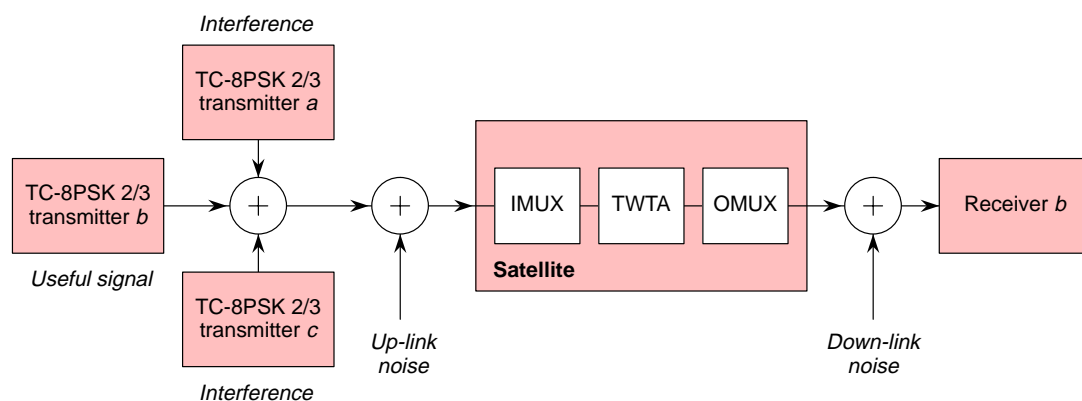 Interference
TC-8PSK 2/3
transmitter a
TC-8PSK 2/3
transmitter b
Useful signal
+
TC-8PSK 2/3
transmitter c
Interference
+
Up-link
noise
IMUX
TWTA
OMUX
Satellite
+
Down-link
noise
Receiver b